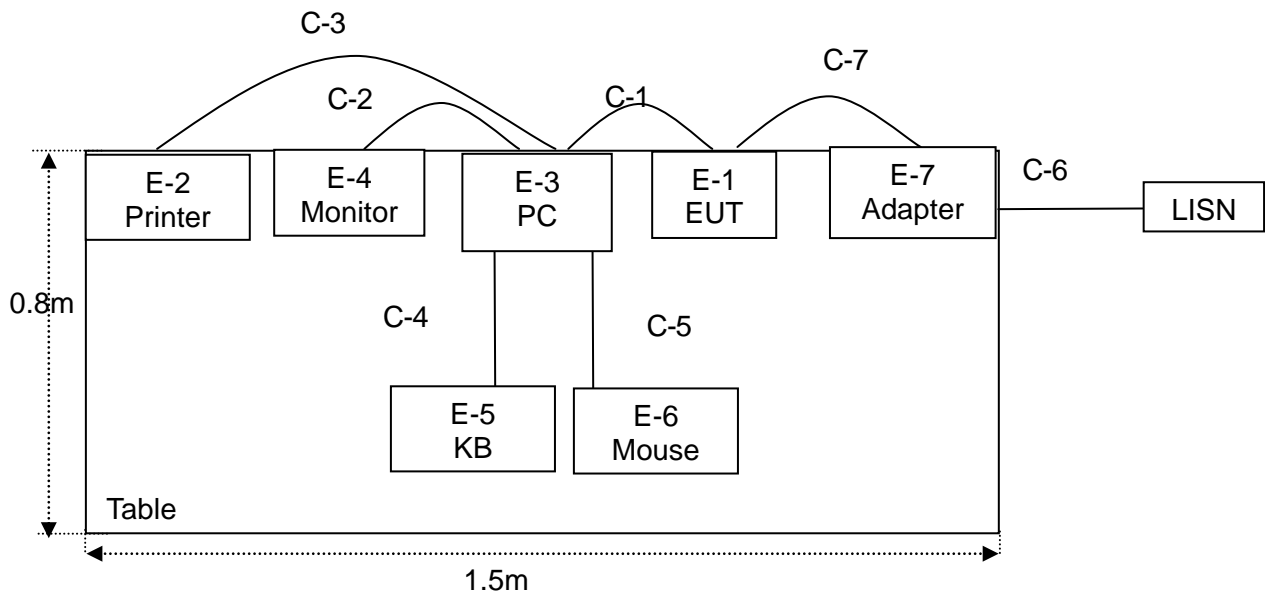 C-3
C-7
C-2
C-1
E-2
Printer
E-4
Monitor
E-3
PC
E-1
EUT
E-7
Adapter
C-6
LISN
0.8m
C-4
C-5
E-5
KB
E-6
Mouse
Table
1.5m